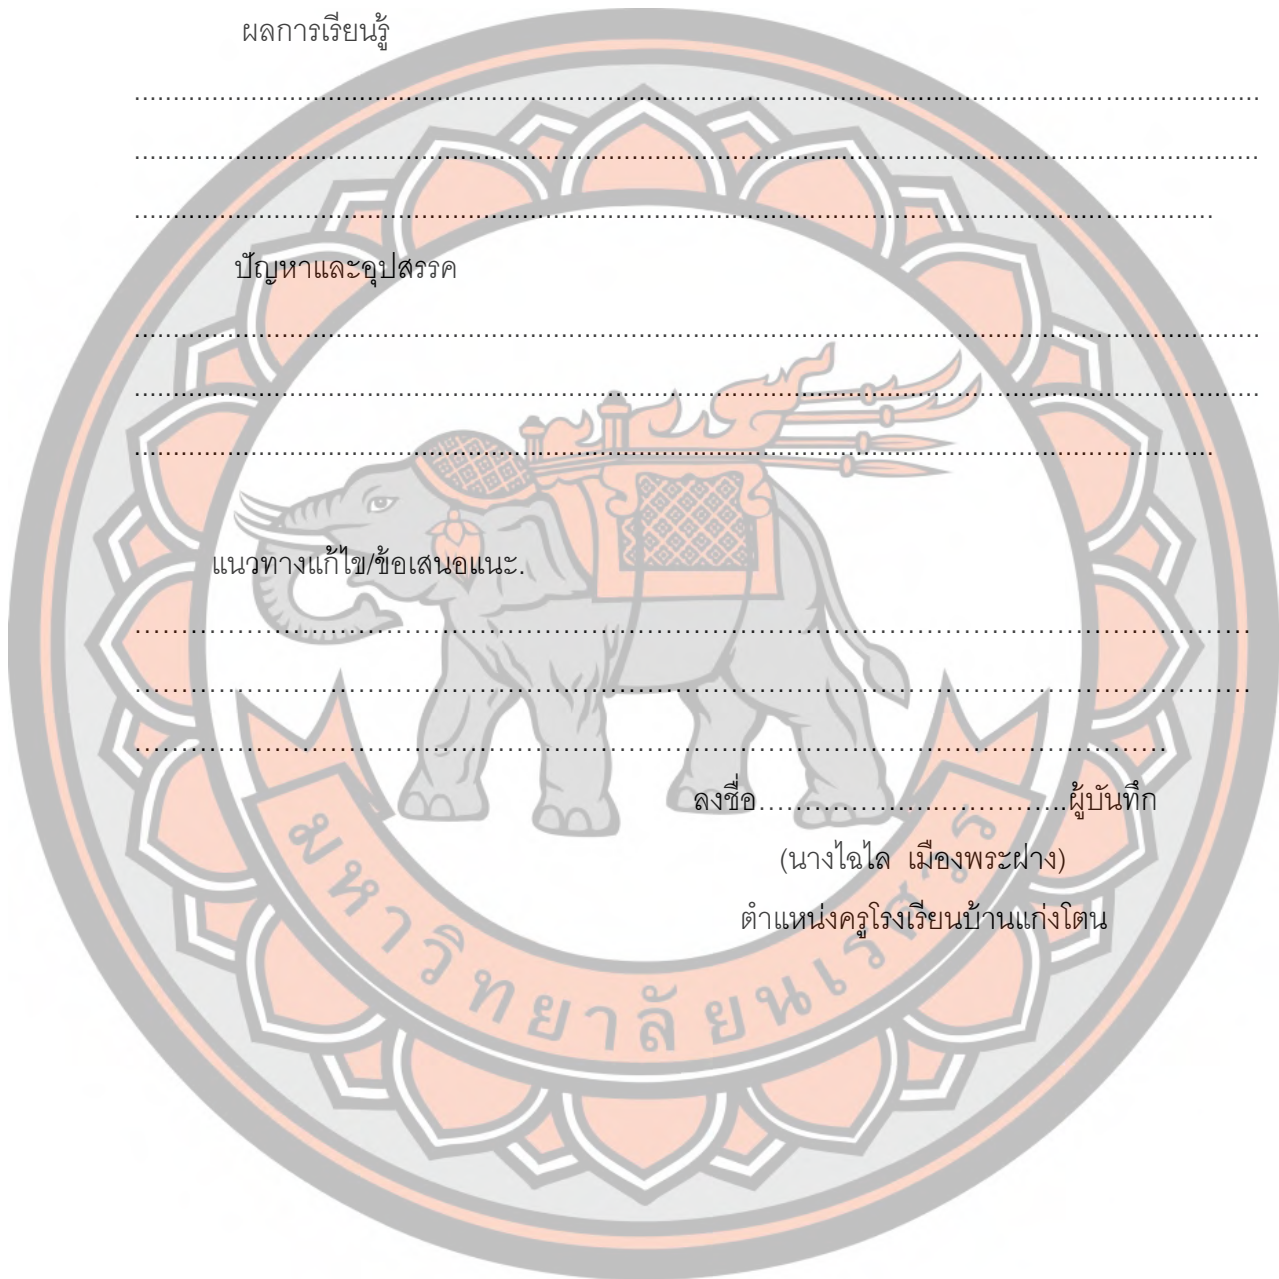 ผลการเรียนรู้
....................................................................................................................................................
....................................................................................................................................................
..............................................................................................................................................
ปัญหาและอุปสรรค
....................................................................................................................................................
....................................................................................................................................................
..............................................................................................................................................
แนวทางแก้ไข/ข้อเสนอแนะ.
....................................................................................................................................................
....................................................................................................................................................
..............................................................................................................................................
ลงชื่อ........................................ผู้บันทึก
(นางไฉไล เมืองพระฝาง)
ตำแหน่งครูโรงเรียนบ้านแก่งโตน
มหาวิทยาลัยนเรศวร